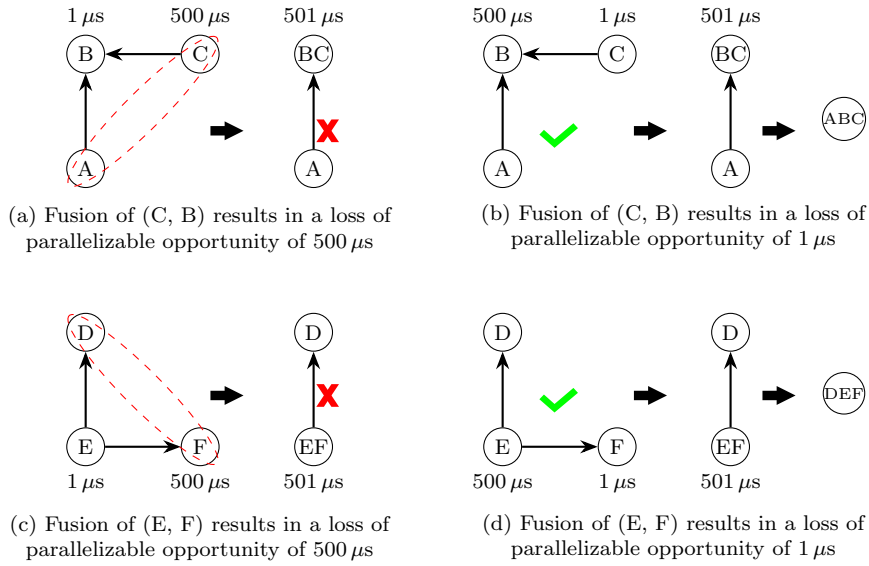 1 μs 500 μs 501 μs
B C BC
A A
(a) Fusion of (C, B) results in a loss of
parallelizable opportunity of 500 μs
500 μs 1 μs 501 μs
B C BC
ABC
A A
(b) Fusion of (C, B) results in a loss of
parallelizable opportunity of 1 μs
D D
E F EF
1 μs 500 μs 501 μs
(c) Fusion of (E, F) results in a loss of
parallelizable opportunity of 500 μs
D D
DEF
E F EF
500 μs 1 μs 501 μs
(d) Fusion of (E, F) results in a loss of
parallelizable opportunity of 1 μs